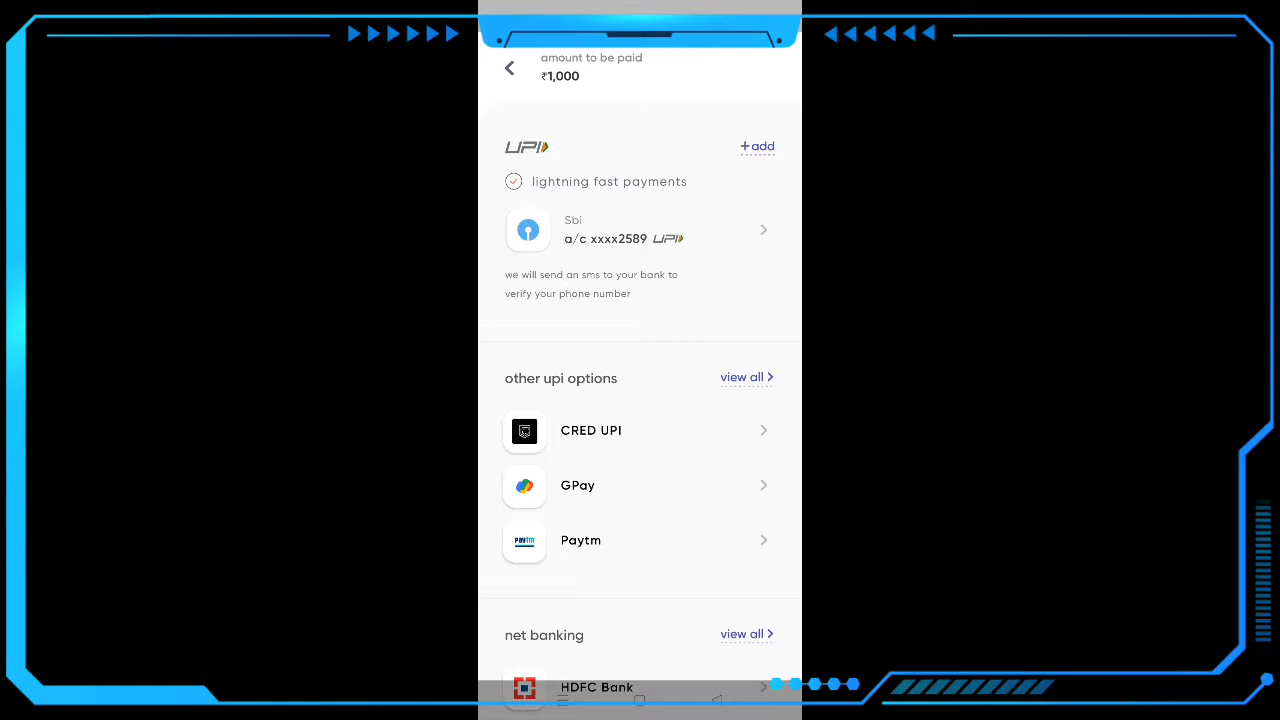 amount to be paid
₹1,000
UPI
+add
lightning fast payments
Sbi
a/c xxxx2589 UPI
we will send an sms to your bank to
verify your phone number
other upi options
view all
CRED UPI
GPay
paytm
Paytm
net banking
view all
HDFC Bank